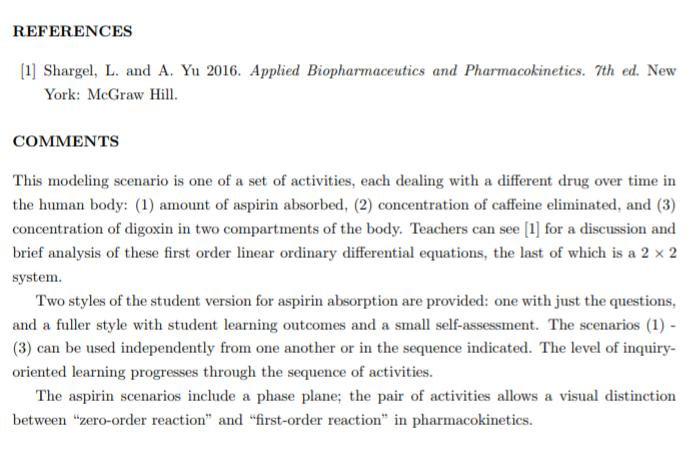 REFERENCES
[1] Shargel, L. and A. Yu 2016. Applied Biopharmaceutics and Pharmacokinetics. 7th ed. New
York: McGraw Hill.
COMMENTS
This modeling scenario is one of a set of activities, each dealing with a different drug over time in
the human body: (1) amount of aspirin absorbed, (2) concentration of caffeine eliminated, and (3)
concentration of digoxin in two compartments of the body. Teachers can see [1] for a discussion and
brief analysis of these first order linear ordinary differential equations, the last of which is a 2 × 2
system.
Two styles of the student version for aspirin absorption are provided: one with just the questions,
and a fuller style with student learning outcomes and a small self-assessment. The scenarios (1) -
(3) can be used independently from one another or in the sequence indicated. The level of inquiry-
oriented learning progresses through the sequence of activities.
The aspirin scenarios include a phase plane; the pair of activities allows a visual distinction
between “zero-order reaction” and “first-order reaction” in pharmacokinetics.